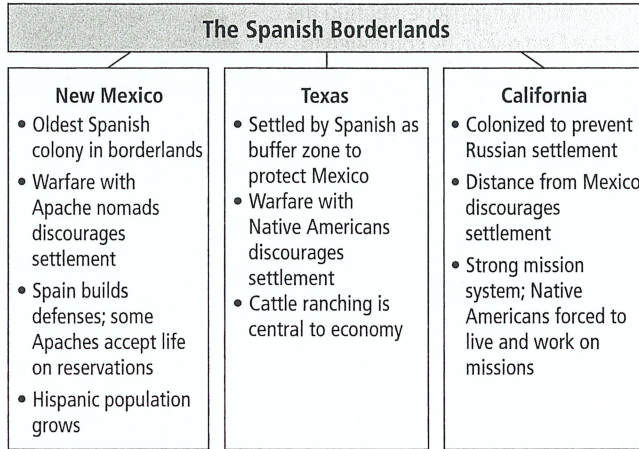 The Spanish Borderlands
New Mexico
• Oldest Spanish
colony in borderlands
• Warfare with
Apache nomads
discourages
settlement
• Spain builds
defenses; some
Apaches accept life
on reservations
• Hispanic population
grows
Texas
• Settled by Spanish as
buffer zone to
protect Mexico
• Warfare with
Native Americans
discourages
settlement
• Cattle ranching is
central to economy
California
• Colonized to prevent
Russian settlement
• Distance from Mexico
discourages
settlement
• Strong mission
system; Native
Americans forced to
live and work on
missions